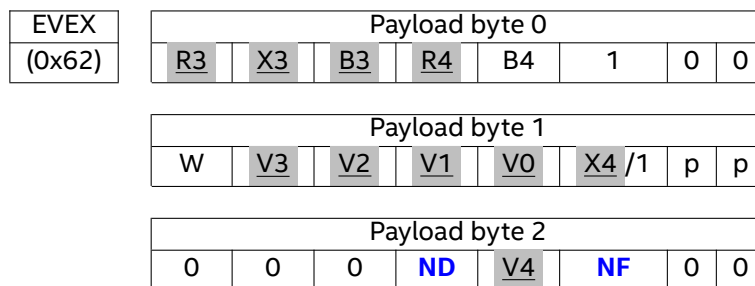 EVEX Payload byte 0
(0x62) R3 X3 B3 R4 B4 1 0 0
Payload byte 1
W V3 V2 V1 V0 X4 /1 p p
Payload byte 2
0 0 0 ND V4 NF 0 0